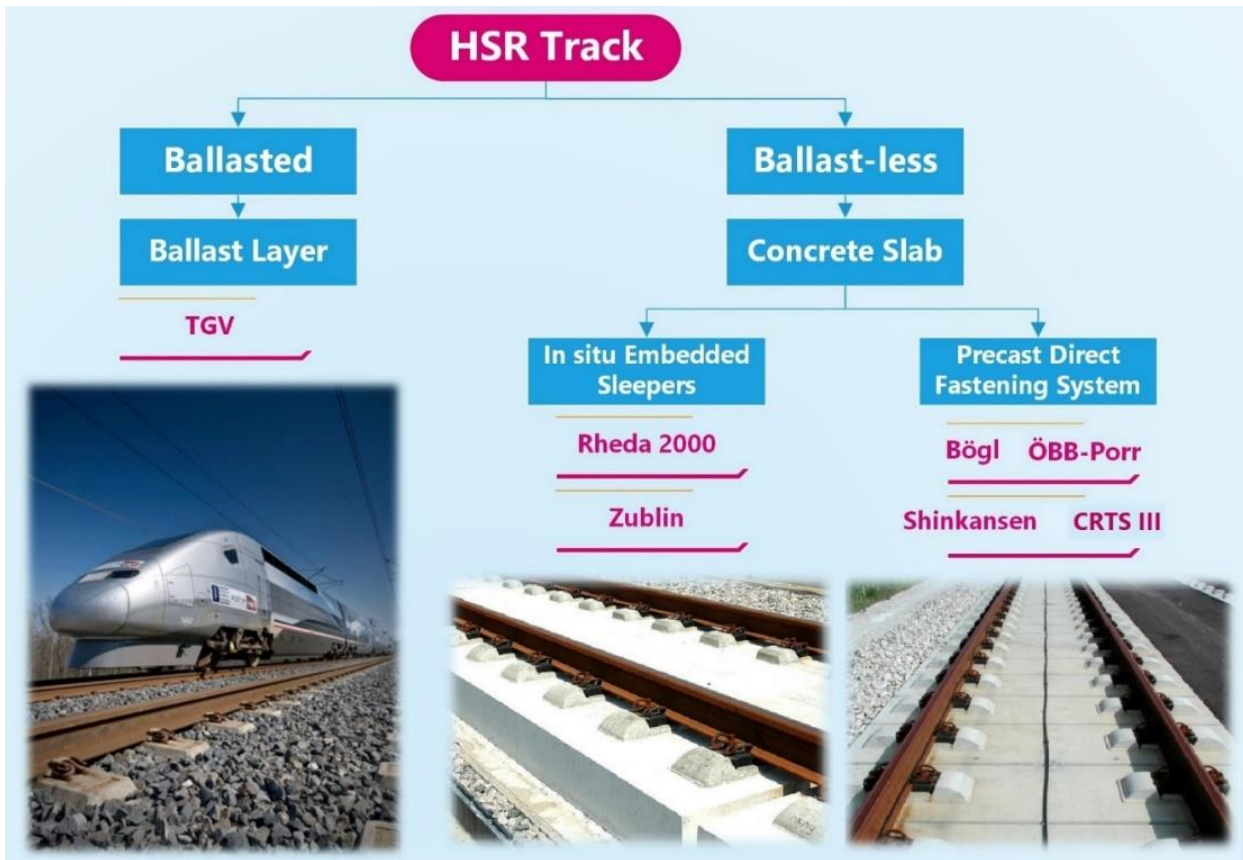 HSR Track
Ballasted
Ballast-less
Ballast Layer
Concrete Slab
TGV
In situ Embedded
Sleepers
Precast Direct
Fastening System
Rheda 2000
Bögl ÖBB-Porr
Zublin
Shinkansen CRTS III